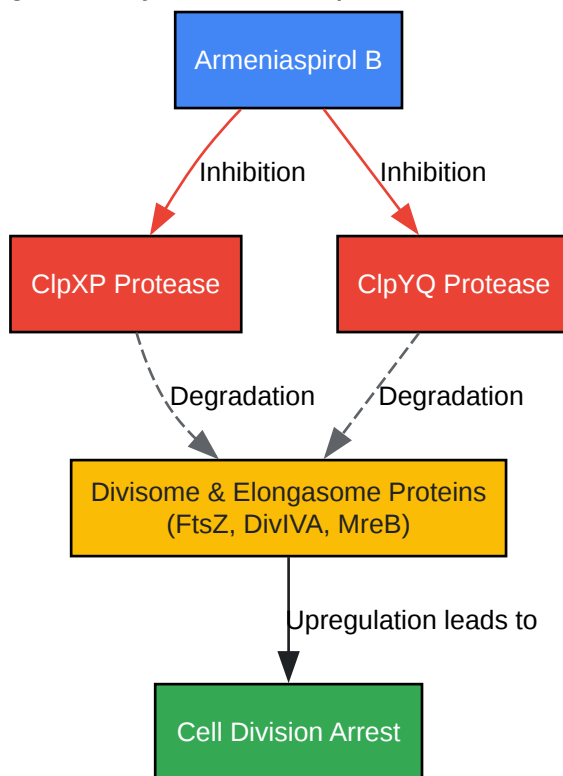 Armeniaspirol B
Inhibition
Inhibition
ClpXP Protease
ClpYQ Protease
Degradation
Degradation
Divisome & Elongasome Proteins
(FtsZ, DivIVA, MreB)
Upregulation leads to
Cell Division Arrest